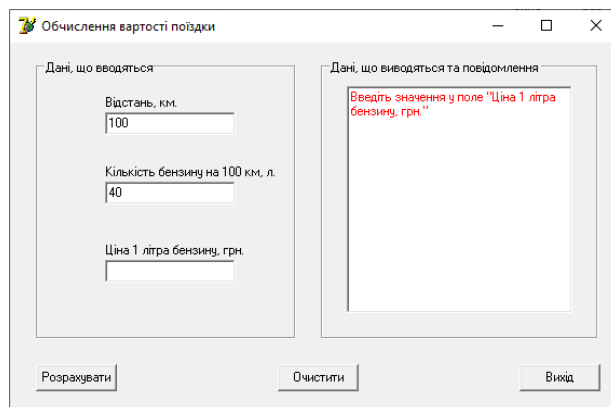 Обчислення вартості поїздки
Дані, що вводяться
Відстань, км.
100
Кількість бензину на 100 км, л.
40
Ціна 1 літра бензину, грн.
Дані, що виводяться та повідомлення
Введіть значення у поле "Ціна 1 літра
бензину, грн."
Розрахувати
Очистити
Вихід